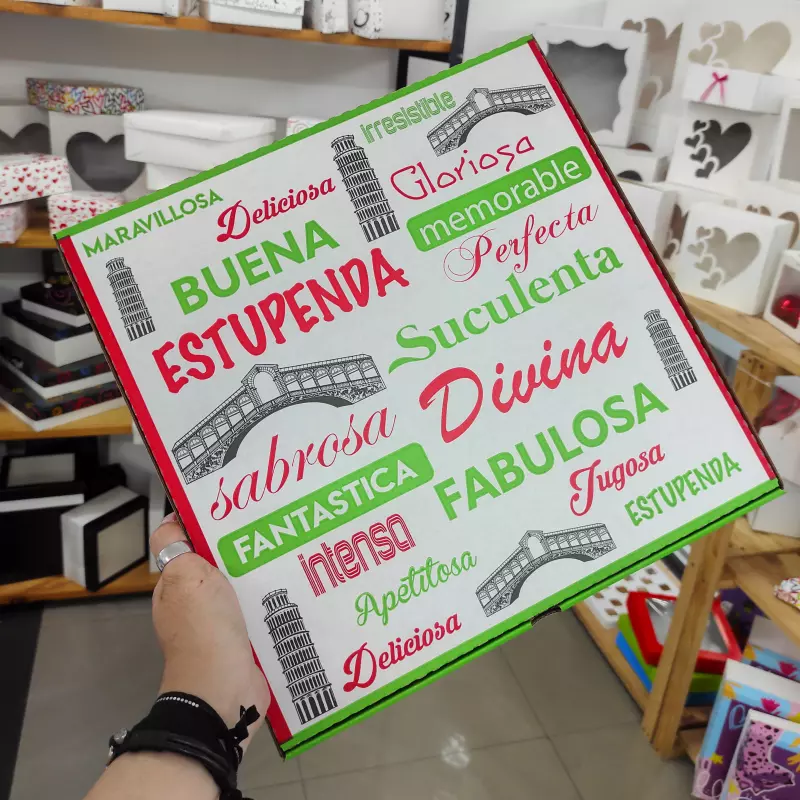 irresistible
MARAVILLOSA
Deliciosa
Gloriosa
memorable
BUENA
Perfecta
ESTUPENDA
Suculenta
Divina
sabrosa
FABULOSA
FANTASTICA
Jugosa
ESTUPENDA
intensa
Apetitosa
Deliciosa